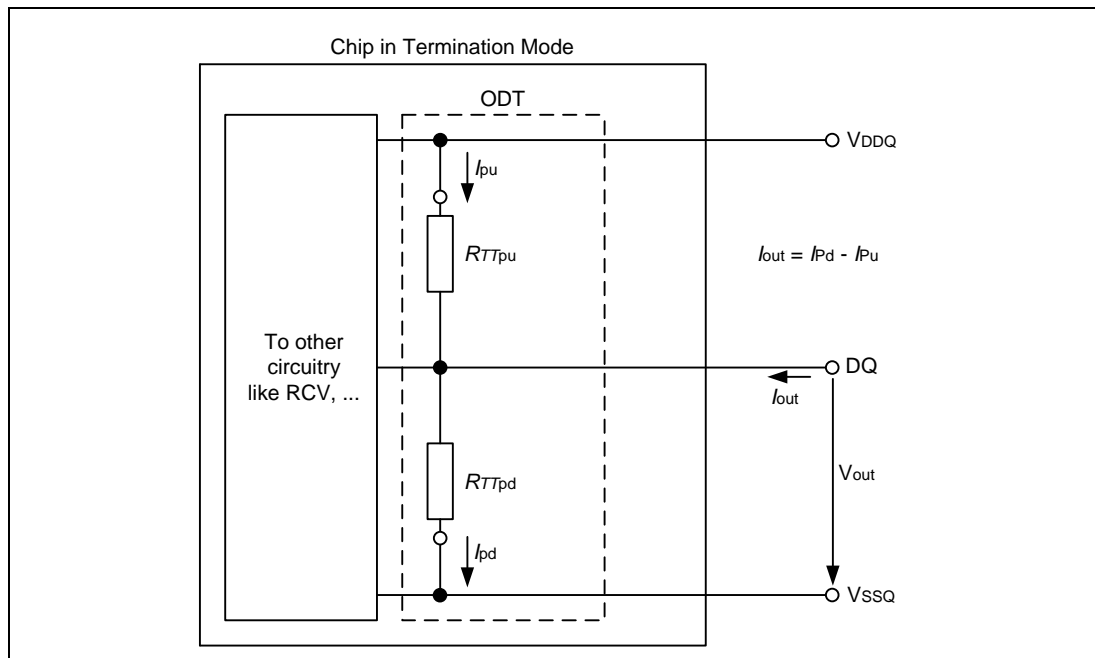 Chip in Termination Mode
ODT
VDDQ
Ipu
RTTpu
Iout = IPd - IPu
To other
circuitry
like RCV, ...
DQ
Iout
RTTpd
Vout
Ipd
VSSQ